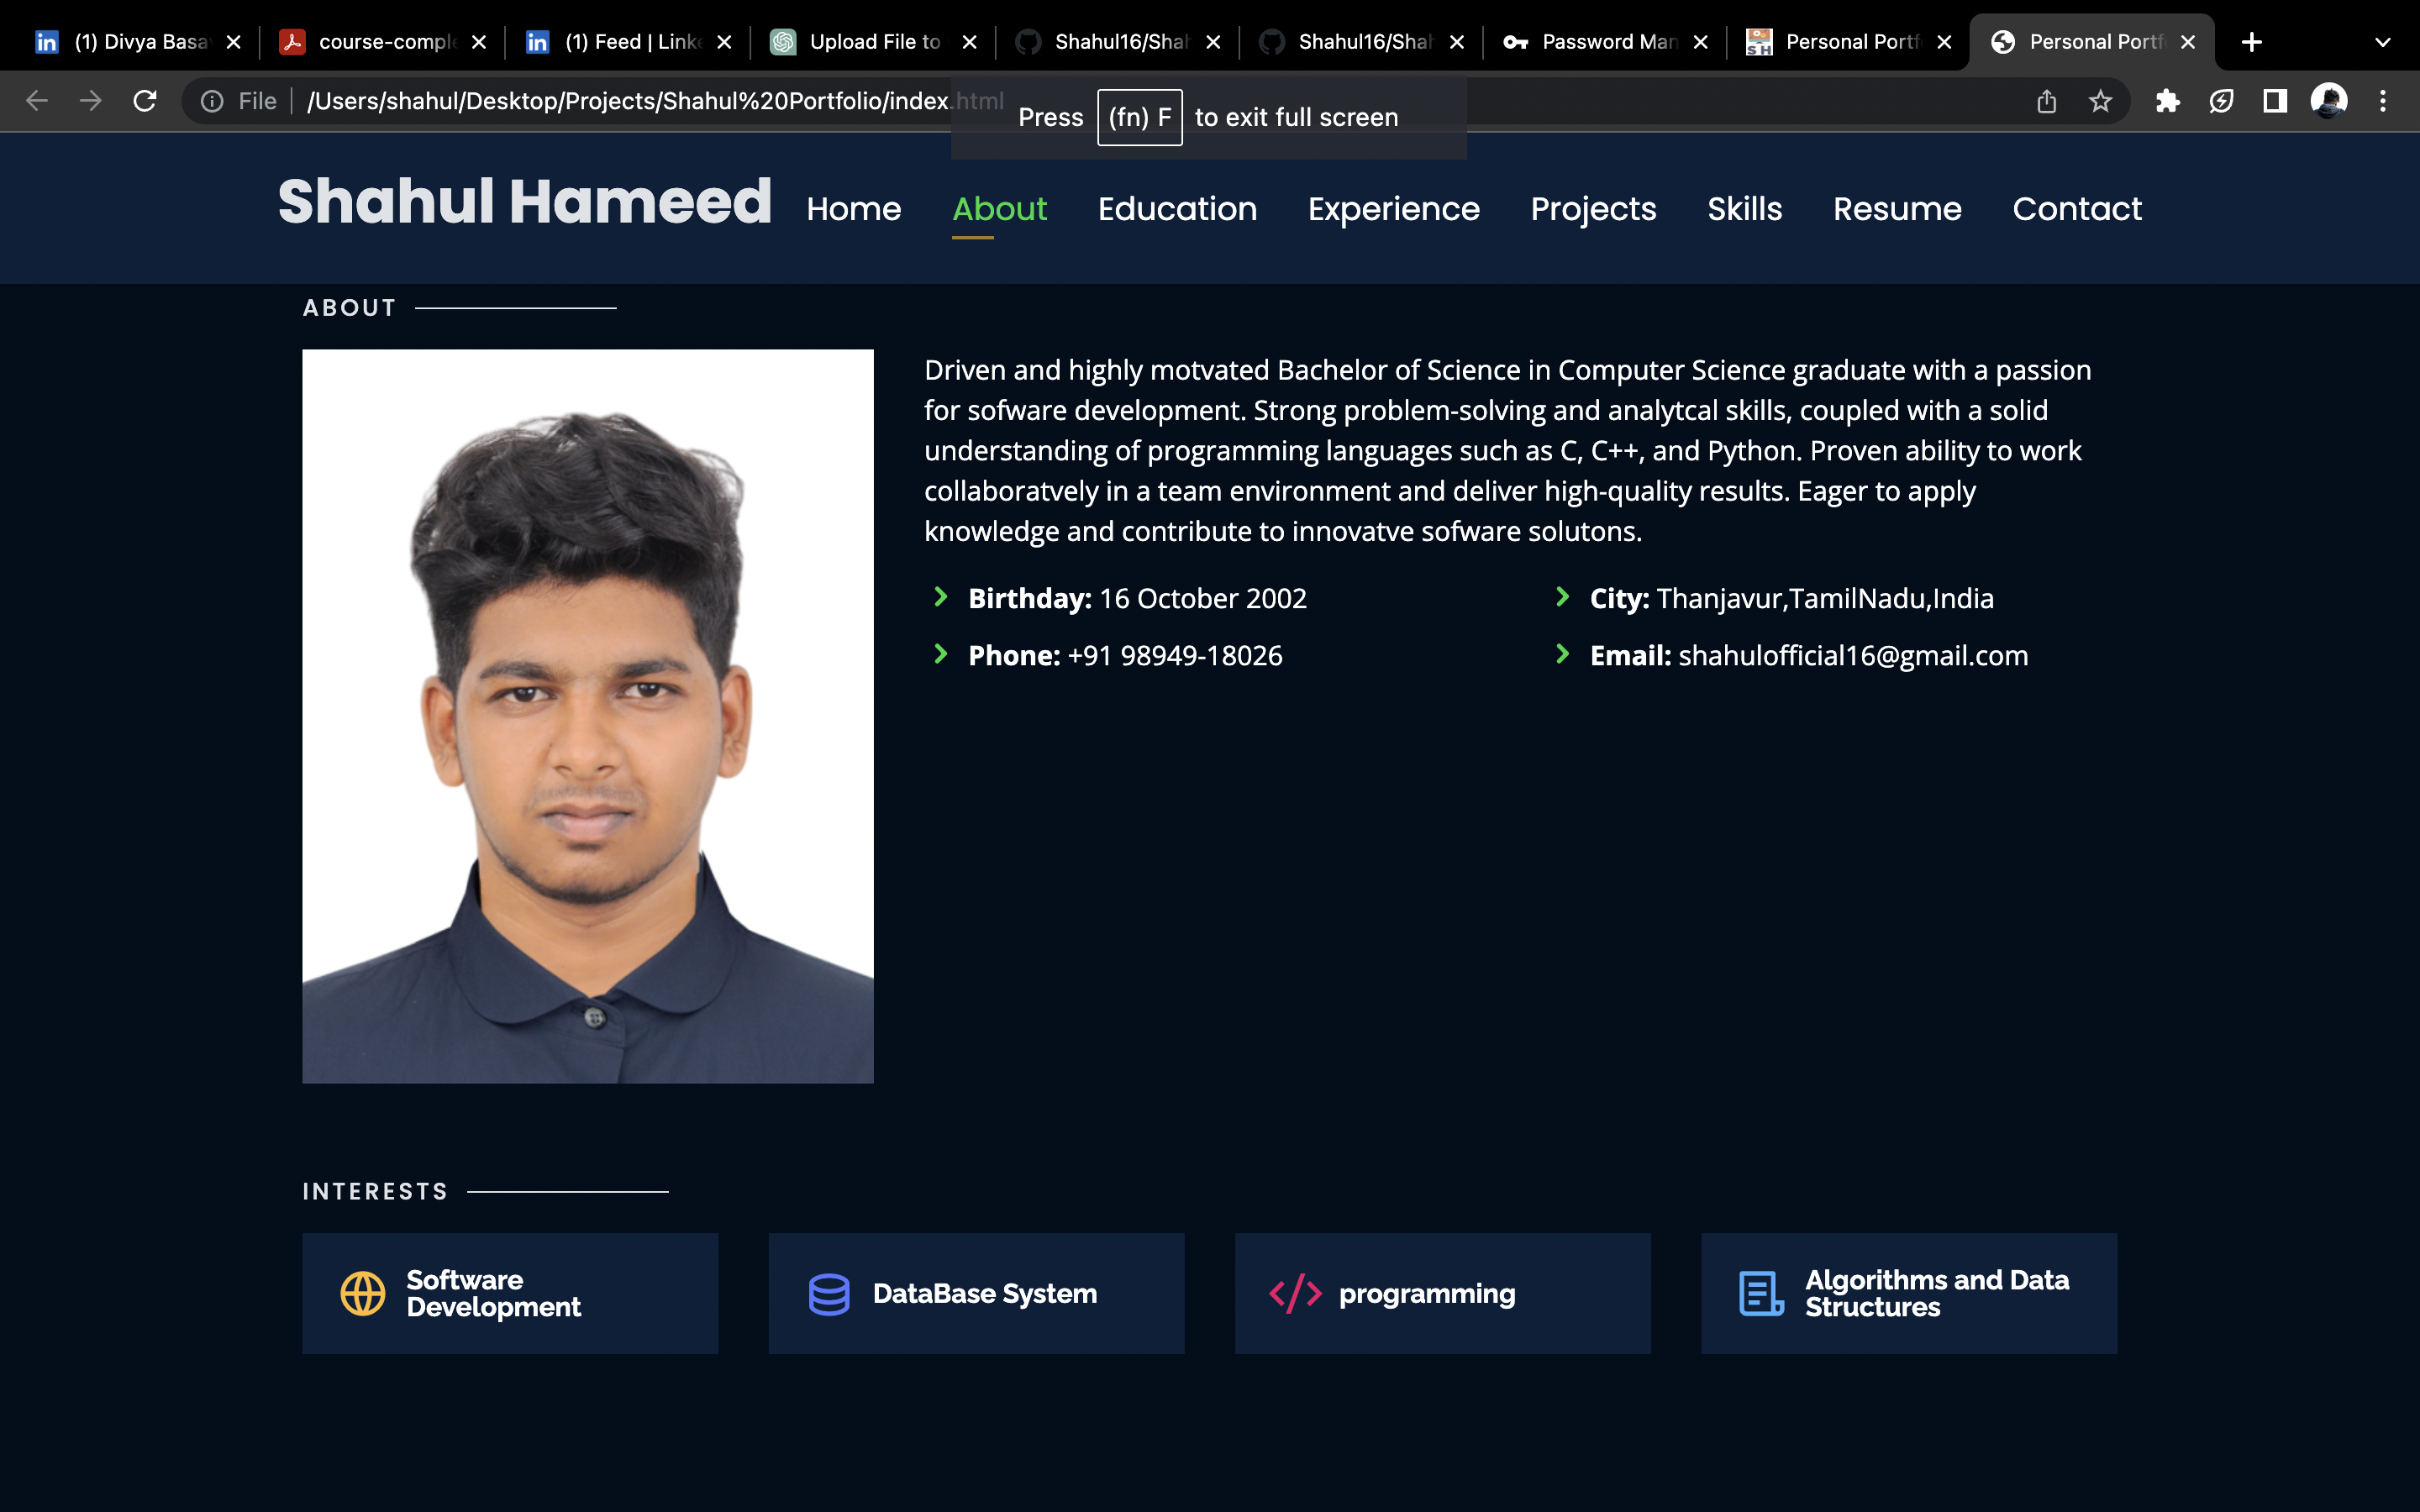 (1) Divya Basa
course-comple
(1) Feed | Linke
Upload File to
Shahul16/Shah
Shahul16/Shah
Password Man
Personal Portf
Personal Portf
File
/Users/shahul/Desktop/Projects/Shahul%20Portfolio/index.html
Press (fn) F to exit full screen
Shahul Hameed
Home
About
Education
Experience
Projects
Skills
Resume
Contact
ABOUT
Driven and highly motvated Bachelor of Science in Computer Science graduate with a passion
for sofware development. Strong problem-solving and analytcal skills, coupled with a solid
understanding of programming languages such as C, C++, and Python. Proven ability to work
collaboratvely in a team environment and deliver high-quality results. Eager to apply
knowledge and contribute to innovatve sofware solutons.
Birthday: 16 October 2002
City: Thanjavur,TamilNadu,India
Phone: +91 98949-18026
Email: shahulofficial16@gmail.com
INTERESTS
Software
Development
DataBase System
programming
Algorithms and Data
Structures